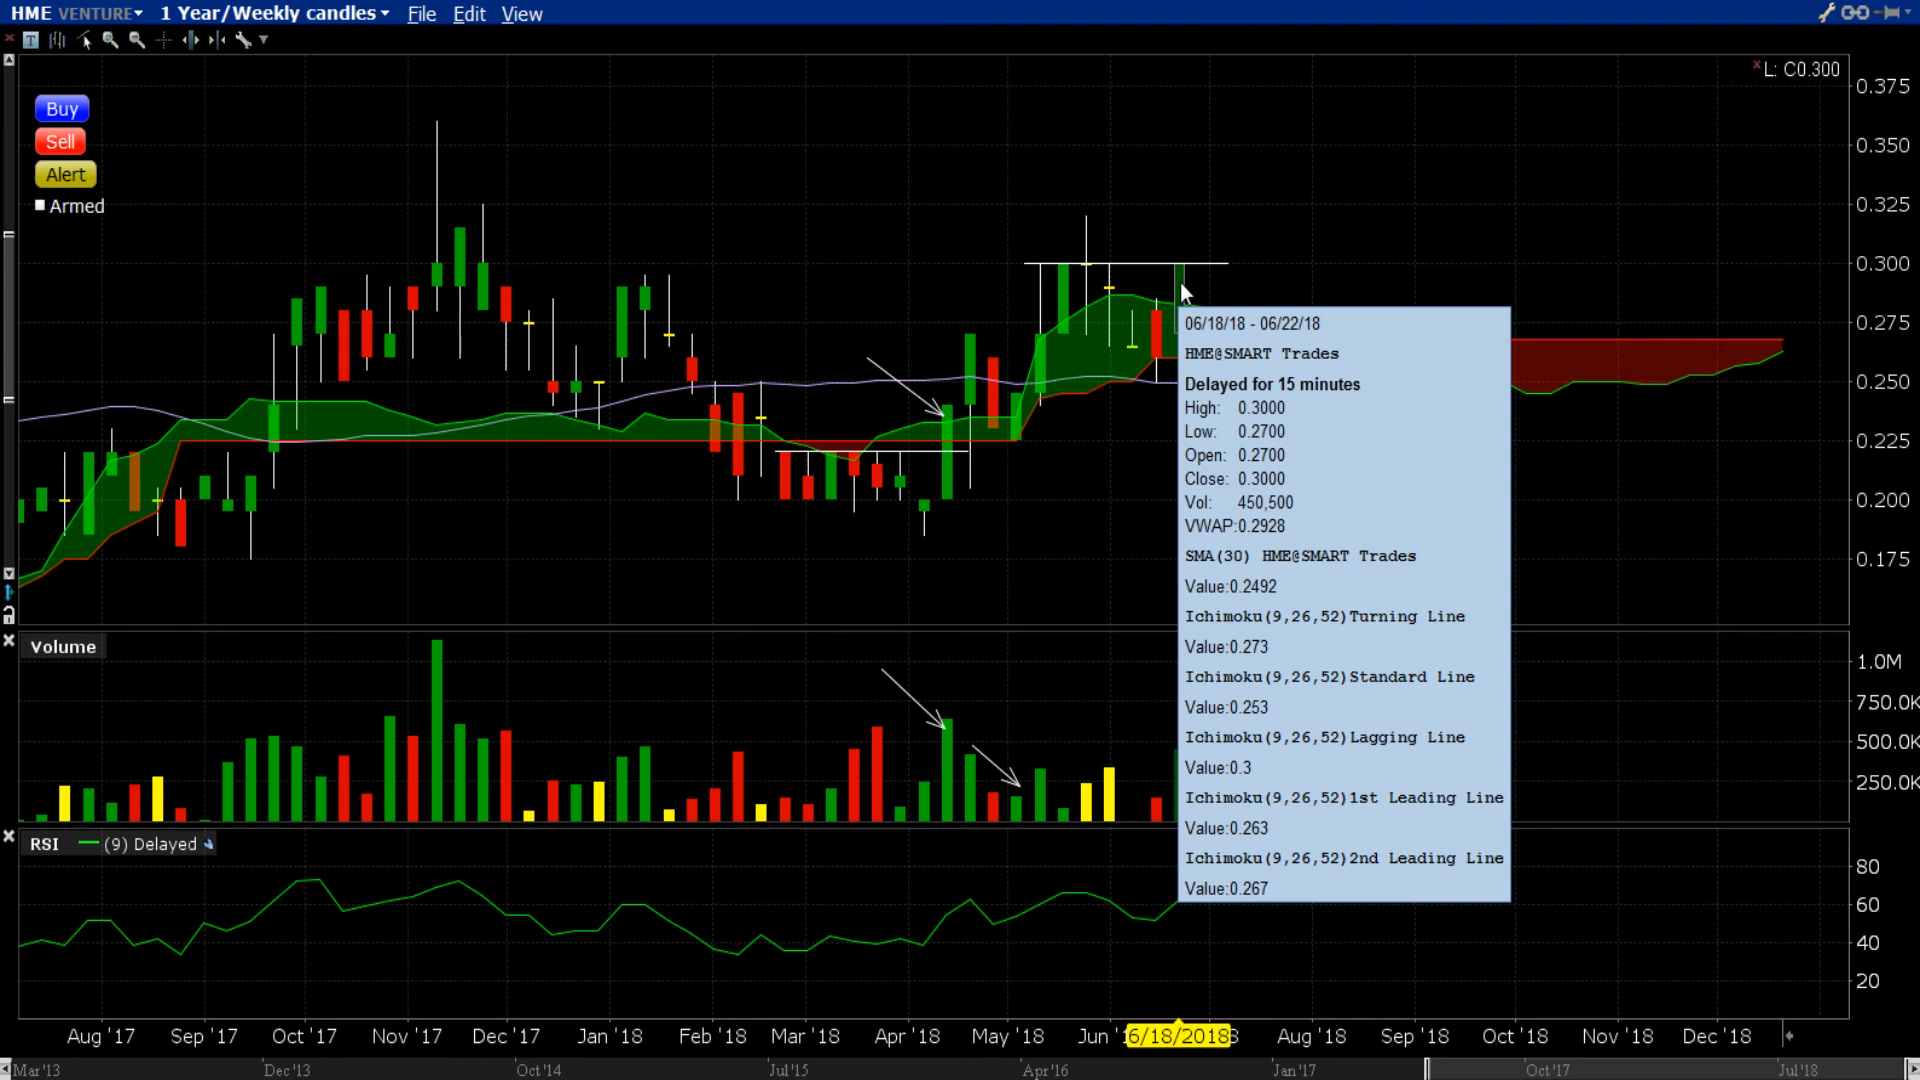 HME VENTURE 1 Year/Weekly candles File Edit View
L: C0.300
Buy
Sell
Alert
Armed
0.375
0.350
0.325
0.300
0.275
0.250
0.225
0.200
0.175
06/18/18 - 06/22/18
HME@SMART Trades
Delayed for 15 minutes
High: 0.3000
Low: 0.2700
Open: 0.2700
Close: 0.3000
Vol: 450,500
VWAP:0.2928
SMA(30) HME@SMART Trades
Value:0.2492
Ichimoku(9,26,52)Turning Line
Value:0.273
Ichimoku(9,26,52)Standard Line
Value:0.253
Ichimoku(9,26,52)Lagging Line
Value:0.3
Ichimoku(9,26,52)1st Leading Line
Value:0.263
Ichimoku(9,26,52)2nd Leading Line
Value:0.267
Volume
1.0M
750.0K
500.0K
250.0K
RSI (9) Delayed
80
60
40
20
Aug '17 Sep '17 Oct '17 Nov '17 Dec '17 Jan '18 Feb '18 Mar '18 Apr '18 May '18 Jun '1 6/18/2018 8 Aug '18 Sep '18 Oct '18 Nov '18 Dec '18
Mar'13 Dec'13 Oct'14 Jul'15 Apr'16 Jan'17 Oct'17 Jul'18